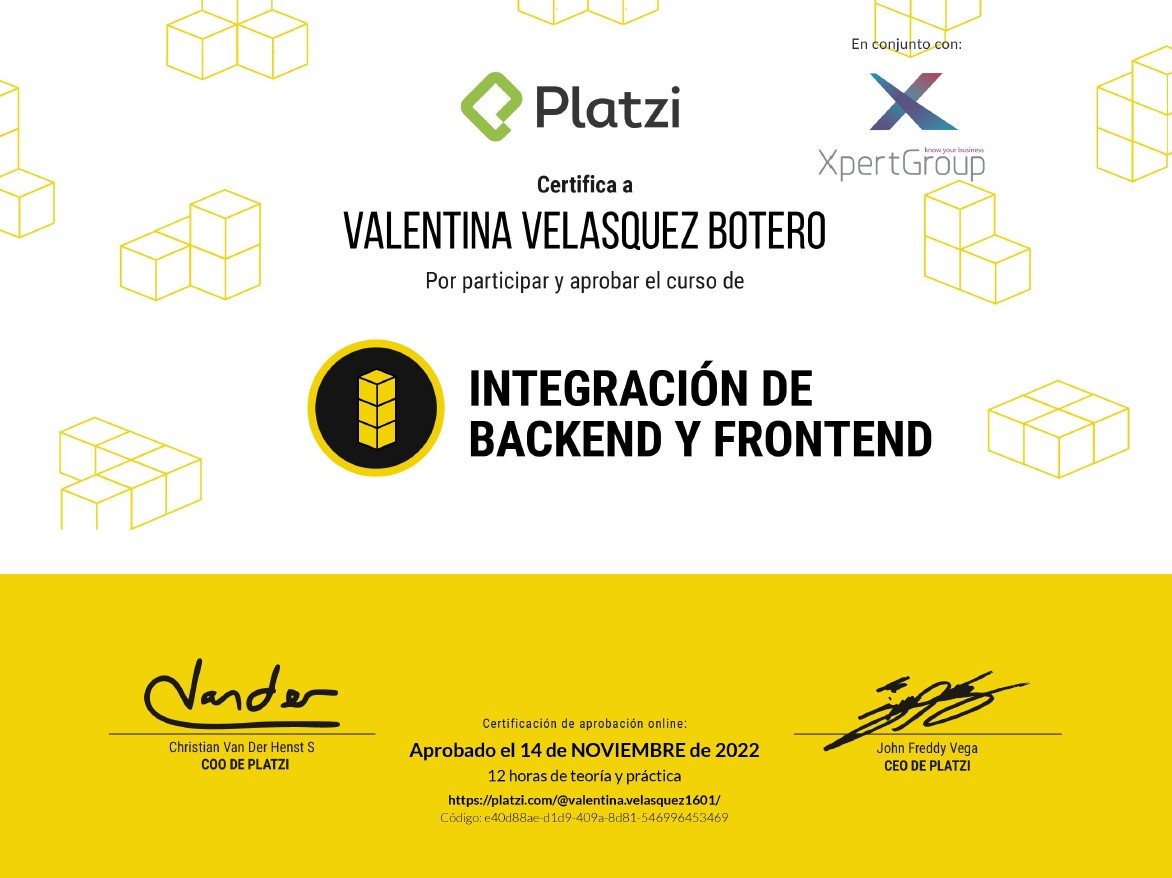 En conjunto con:
Platzi
know your business
XpertGroup
Certifica a
VALENTINA VELASQUEZ BOTERO
Por participar y aprobar el curso de
INTEGRACIÓN DE
BACKEND Y FRONTEND
Vander
Christian Van Der Henst S
COO DE PLATZI
Certificación de aprobación online:
Aprobado el 14 de NOVIEMBRE de 2022
12 horas de teoría y práctica
https://platzi.com/@valentina.velasquez1601/
Código: e40d88ae-d1d9-409a-8d81-546996453469
John Freddy Vega
CEO DE PLATZI